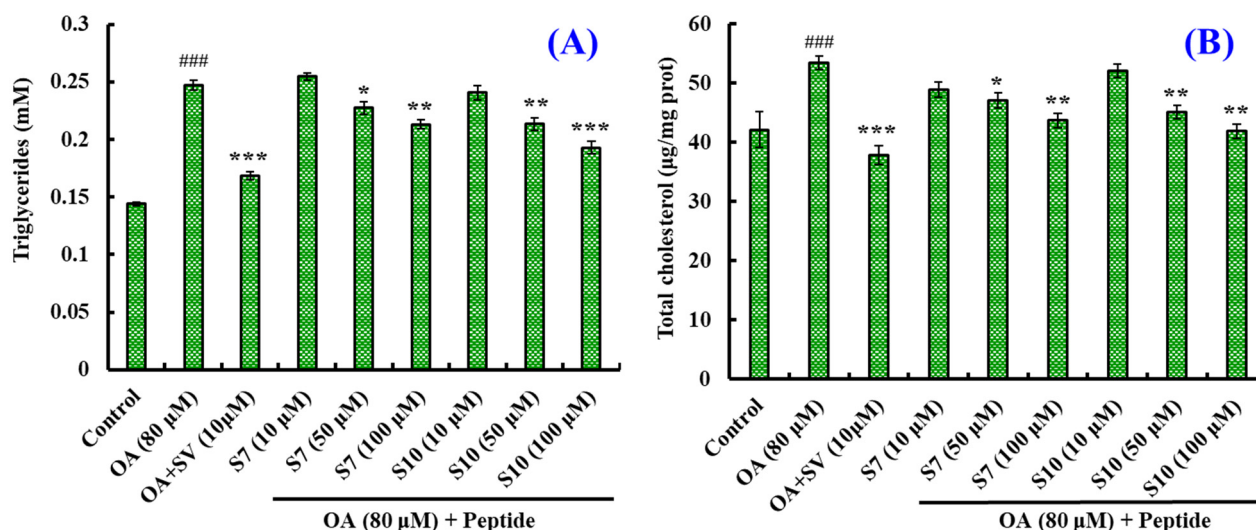 (A)
Triglycerides (mM)
0.3
0.25
0.2
0.15
0.1
0.05
0
###
***
*
**
**
***
Control
OA (80 µM)
OA+SV (10µM)
S7 (10 µM)
S7 (50 µM)
S7 (100 µM)
S10 (10 µM)
S10 (50 µM)
S10 (100 µM)
OA (80 µM) + Peptide
(B)
Total cholesterol (µg/mg prot)
60
50
40
30
20
10
0
###
***
*
**
**
**
Control
OA (80 µM)
OA+SV (10µM)
S7 (10 µM)
S7 (50 µM)
S7 (100 µM)
S10 (10 µM)
S10 (50 µM)
S10 (100 µM)
OA (80 µM) + Peptide